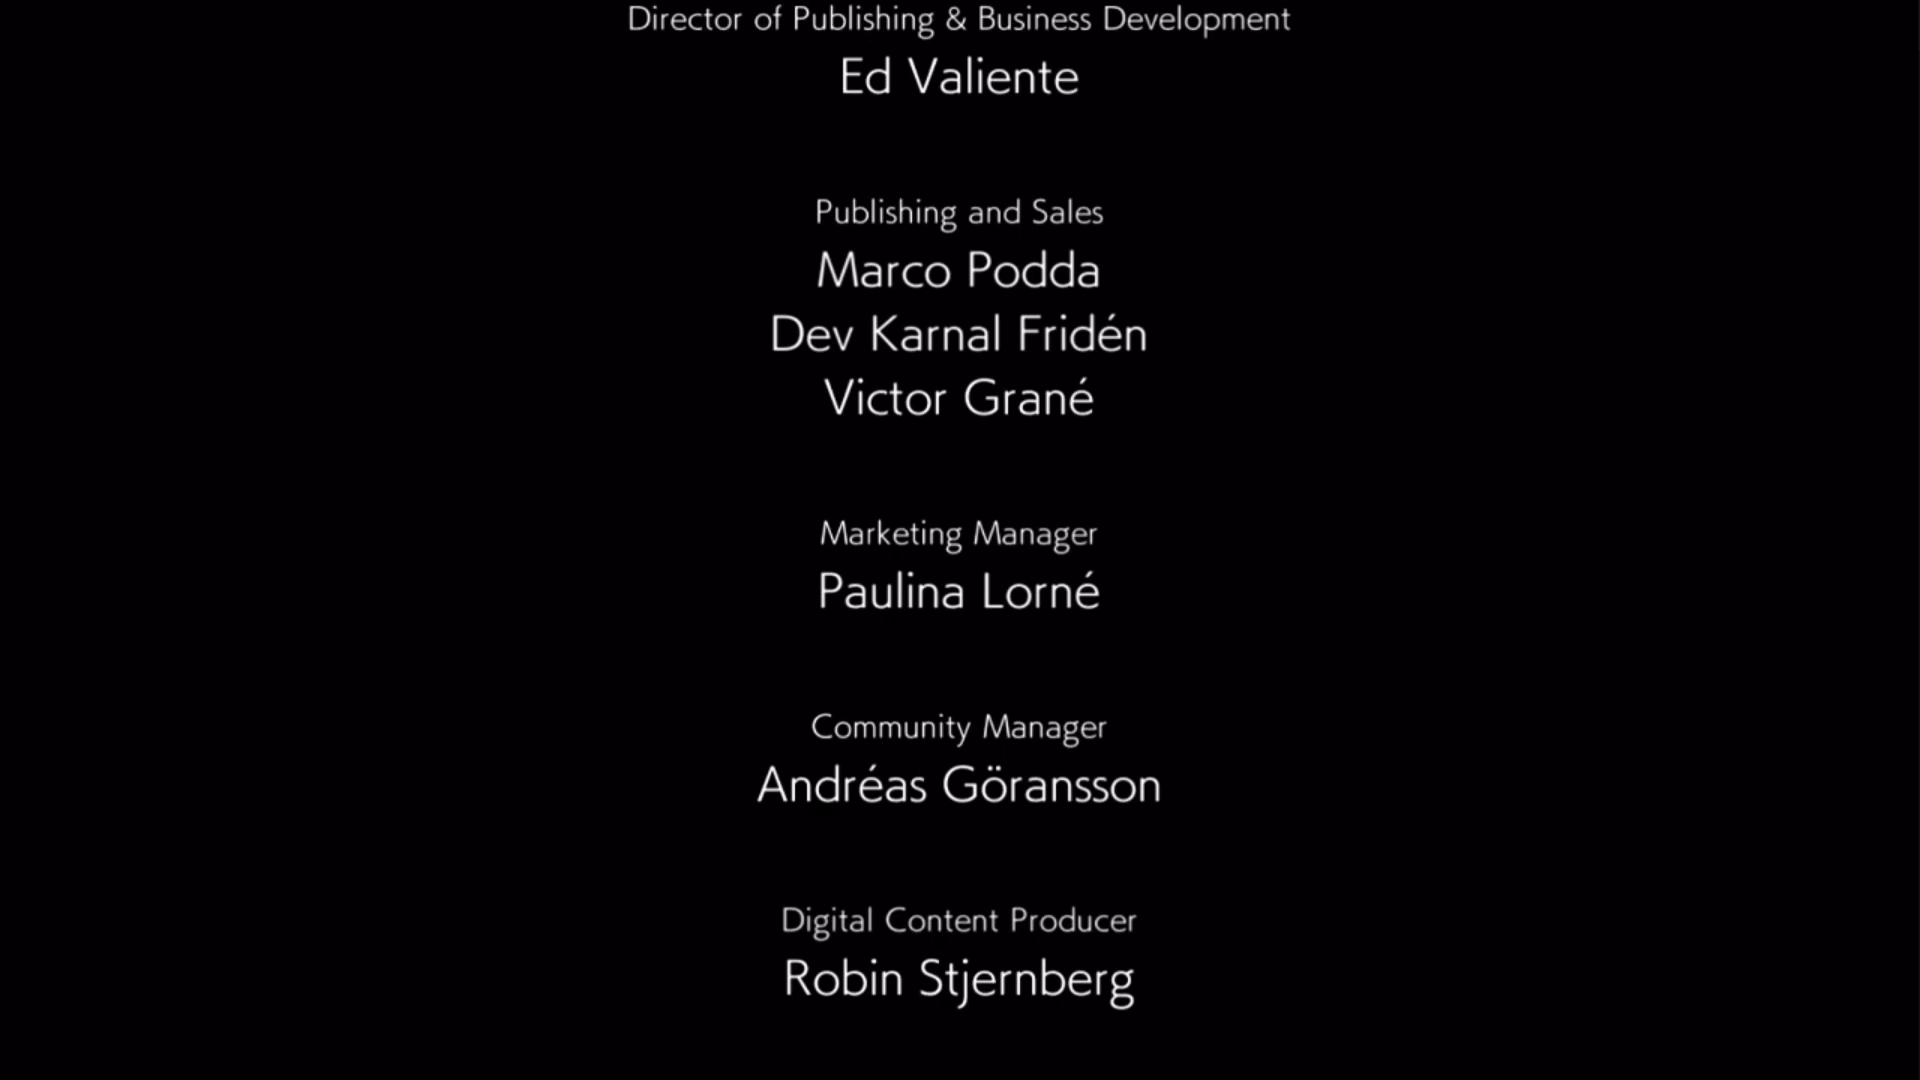 Director of Publishing & Business Development
Ed Valiente
Publishing and Sales
Marco Podda
Dev Karnal Fridén
Victor Grané
Marketing Manager
Paulina Lorné
Community Manager
Andréas Göransson
Digital Content Producer
Robin Stjernberg